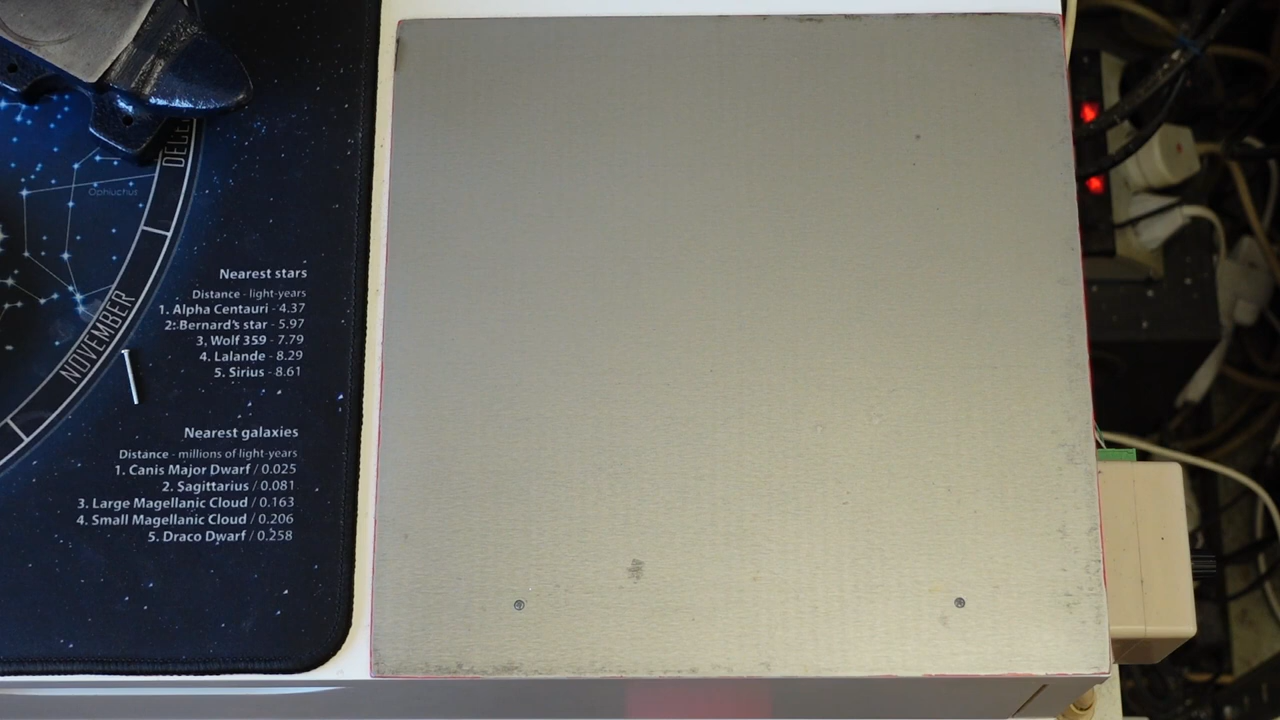 DECE
Ophiuchus
NOVEMBER
Nearest stars
Distance - light-years
1. Alpha Centauri - 4.37
2: Bernard's star - 5.97
3, Wolf 359 - 7.79
4. Lalande - 8.29
5. Sirius - 8.61
Nearest galaxies
Distance - millions of light-years
1. Canis Major Dwarf / 0.025
2. Sagittarius / 0.081
3. Large Magellanic Cloud / 0.163
4. Small Magellanic Cloud / 0.206
5. Draco Dwarf / 0.258